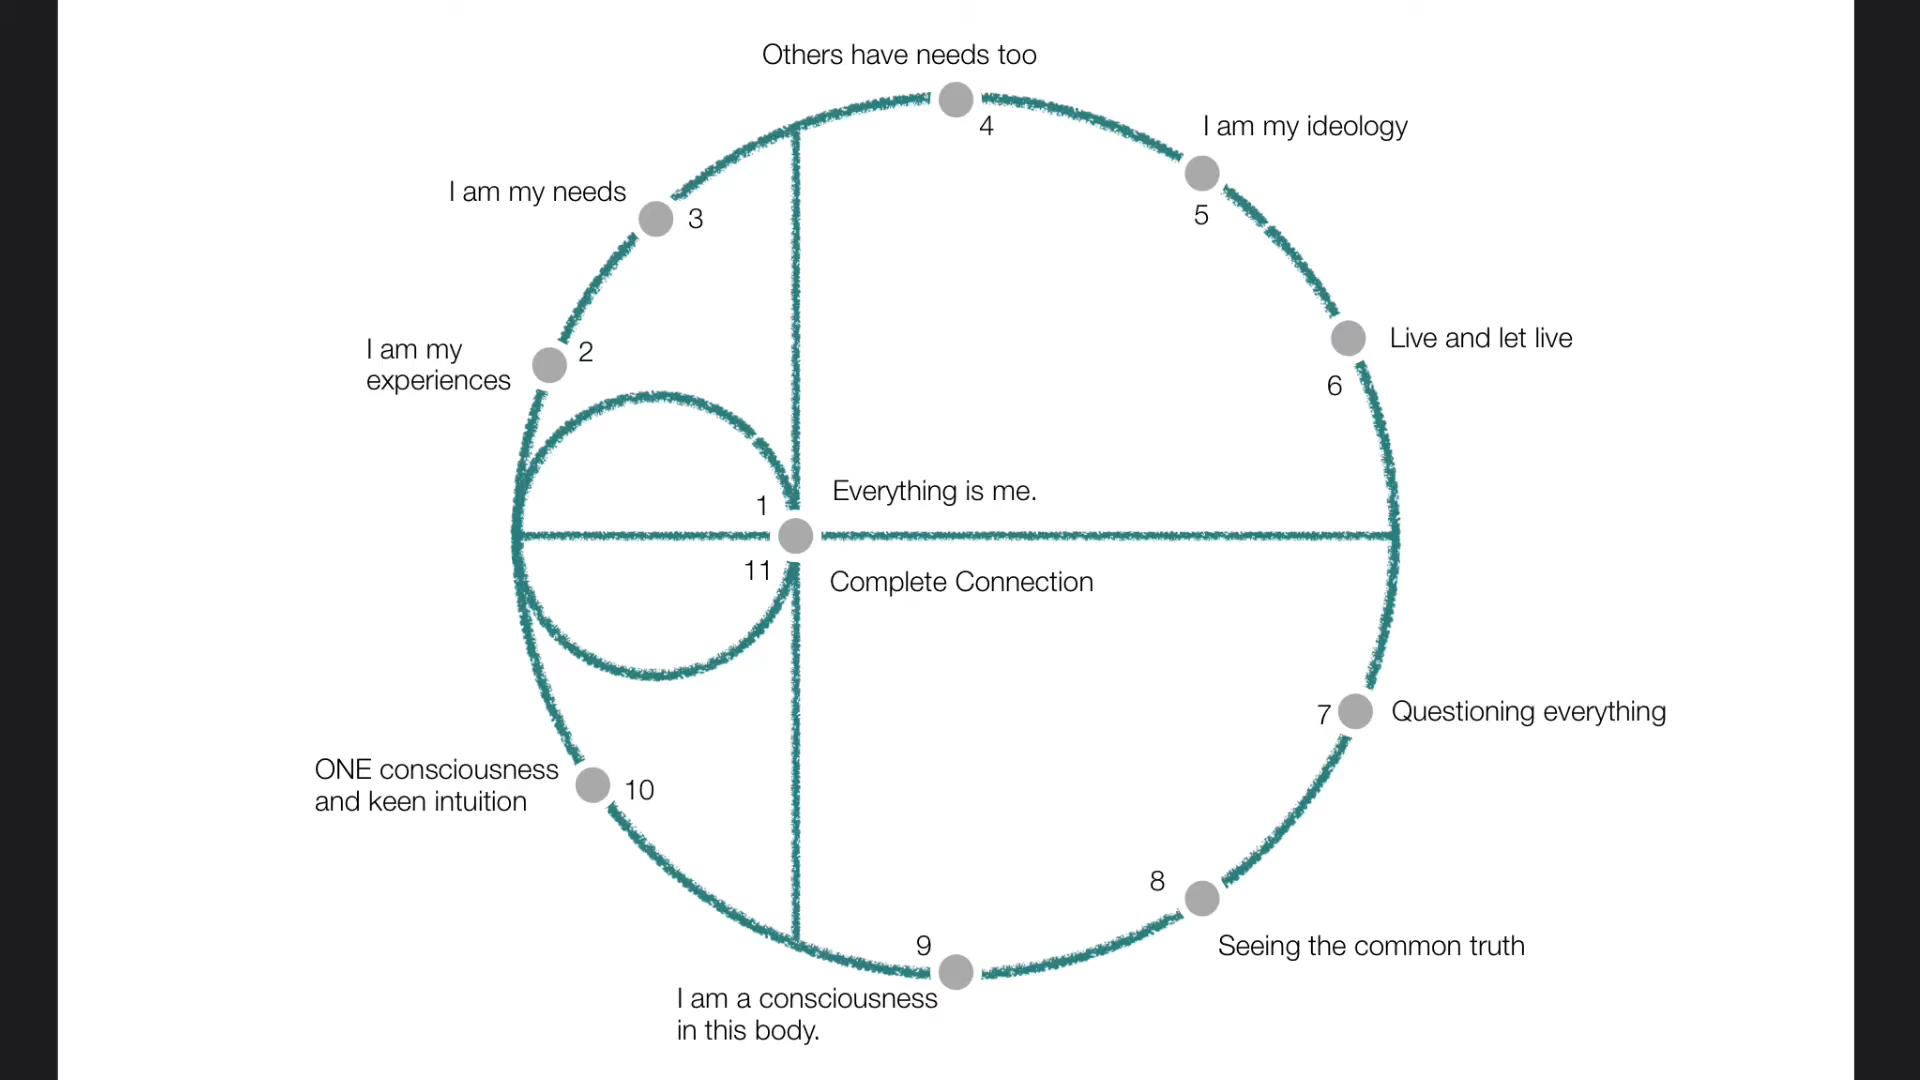 Others have needs too
4
I am my ideology
5
I am my needs
3
Live and let live
6
I am my
experiences
2
1
Everything is me.
11
Complete Connection
7
Questioning everything
ONE consciousness
and keen intuition
10
8
Seeing the common truth
9
I am a consciousness
in this body.